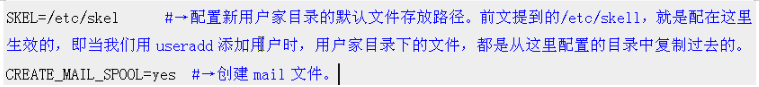 SKEL=/etc/skel #→配置新用户家目录的默认文件存放路径。前文提到的/etc/skell，就是配在这里
生效的，即当我们用 useradd 添加用户时，用户家目录下的文件，都是从这里配置的目录中复制过去的。
CREATE_MAIL_SPOOL=yes #→创建 mail 文件。